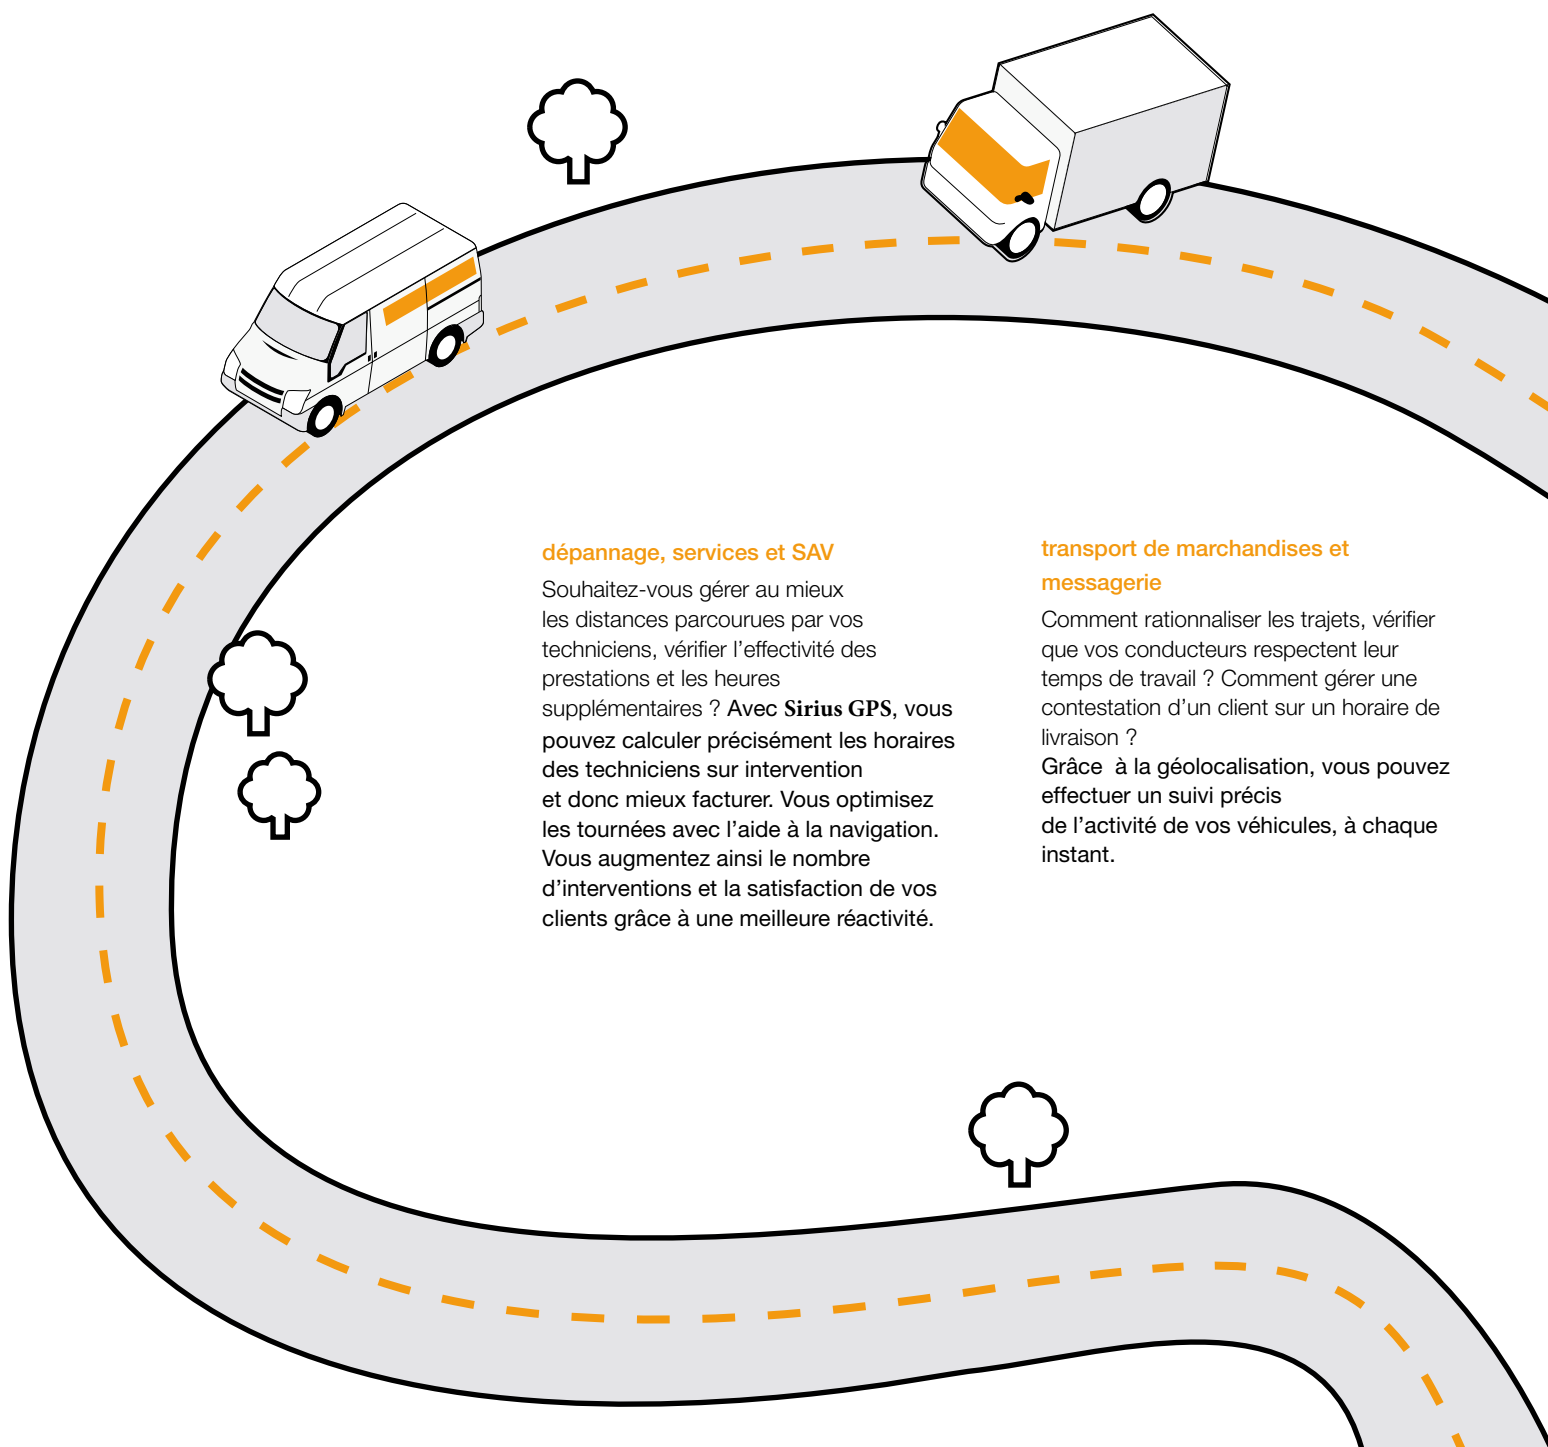 dépannage, services et SAV
Souhaitez-vous gérer au mieux
les distances parcourues par vos
techniciens, vérifier l’effectivité des
prestations et les heures
supplémentaires ? Avec Sirius GPS, vous
pouvez calculer précisément les horaires
des techniciens sur intervention
et donc mieux facturer. Vous optimisez
les tournées avec l’aide à la navigation.
Vous augmentez ainsi le nombre
d’interventions et la satisfaction de vos
clients grâce à une meilleure réactivité.
transport de marchandises et
messagerie
Comment rationnaliser les trajets, vérifier
que vos conducteurs respectent leur
temps de travail ? Comment gérer une
contestation d’un client sur un horaire de
livraison ?
Grâce  à la géolocalisation, vous pouvez
effectuer un suivi précis
de l’activité de vos véhicules, à chaque
instant.